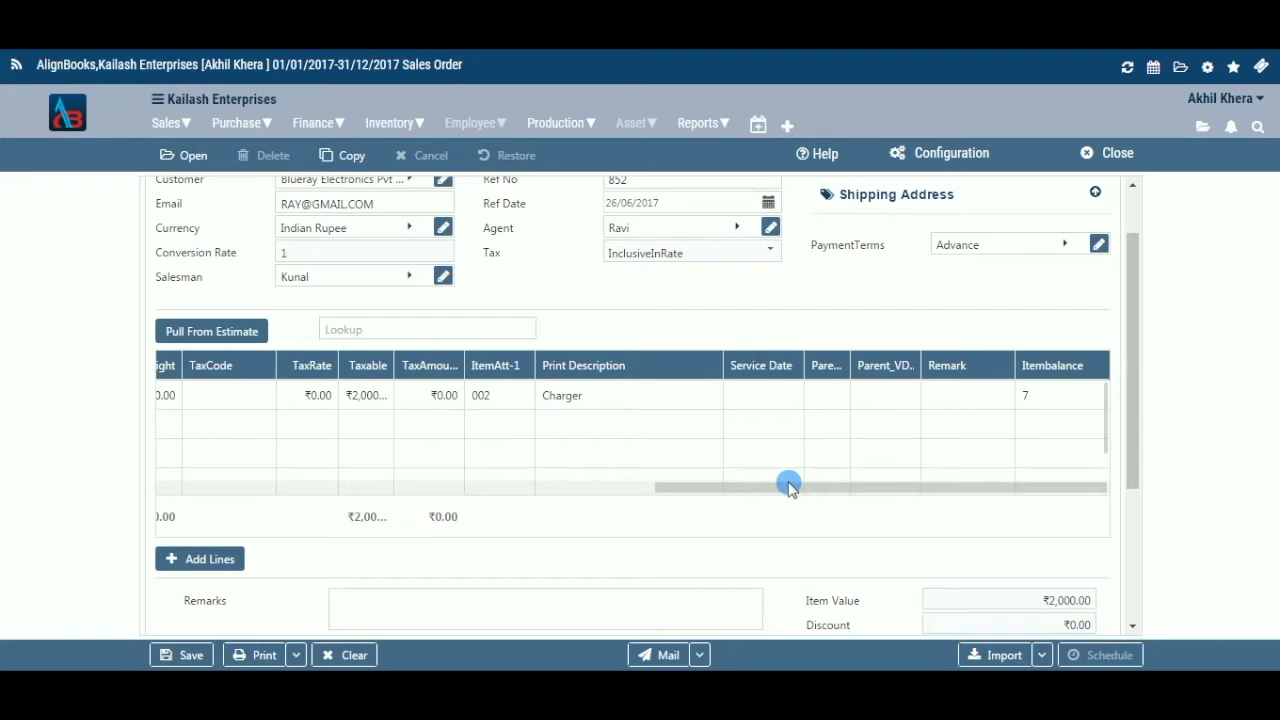 AlignBooks,Kailash Enterprises [Akhil Khera ] 01/01/2017-31/12/2017 Sales Order
Kailash Enterprises
Akhil Khera
Sales Purchase Finance Inventory Employee Production Asset Reports
Open Delete Copy Cancel Restore Help Configuration Close
Customer Blueray Electronics Pvt ... Ref No 852
Shipping Address
Email RAY@GMAIL.COM Ref Date 26/06/2017
Currency Indian Rupee Agent Ravi
PaymentTerms Advance
Conversion Rate 1 Tax InclusiveInRate
Salesman Kunal
Pull From Estimate Lookup
ight TaxCode TaxRate Taxable TaxAmou... ItemAtt-1 Print Description Service Date Pare... Parent_VD.. Remark Itembalance
0.00 ₹0.00 ₹2,000... ₹0.00 002 Charger 7
0.00 ₹2,00... ₹0.00
Add Lines
Remarks Item Value ₹2,000.00
Discount ₹0.00
Save Print Clear Mail Import Schedule